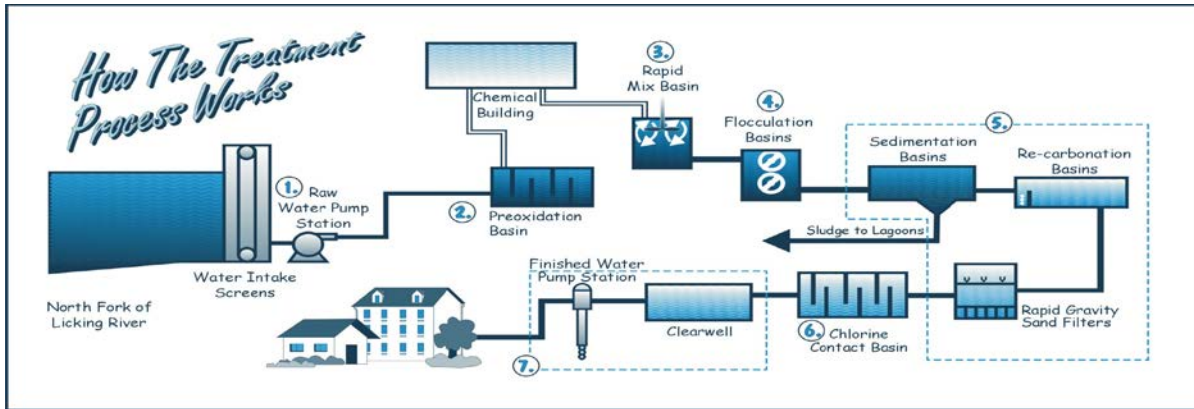 How The Treatment
Process Works
Chemical
Building
3.
Rapid
Mix Basin
4.
Flocculation
Basins
5.
Sedimentation
Basins
Re-carbonation
Basins
1. Raw
Water Pump
Station
2. Preoxidation
Basin
Sludge to Lagoons
Water Intake
Screens
North Fork of
Licking River
Finished Water
Pump Station
Clearwell
6. Chlorine
Contact Basin
Rapid Gravity
Sand Filters
7.